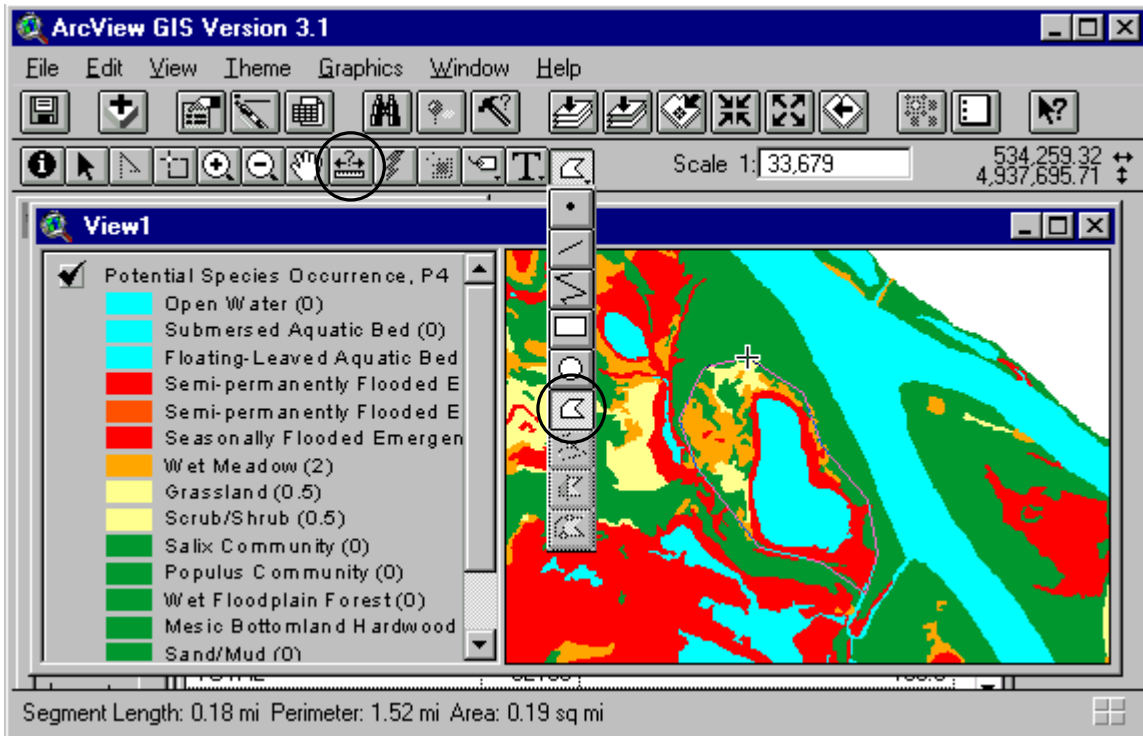 ArcView GIS Version 3.1
File Edit View Theme Graphics Window Help
T
Scale 1: 33,679
534,259.32
4,937,695.71
View1
Potential Species Occurrence, P4
Open Water (0)
Submersed Aquatic Bed (0)
Floating-Leaved Aquatic Bed
Semi-permanently Flooded E
Semi-permanently Flooded E
Seasonally Flooded Emergen
Wet Meadow (2)
Grassland (0.5)
Scrub/Shrub (0.5)
Salix Community (0)
Populus Community (0)
Wet Floodplain Forest (0)
Mesic Bottomland Hardwood
Sand/Mud (0)
TOTAL
Segment Length: 0.18 mi Perimeter: 1.52 mi Area: 0.19 sq mi